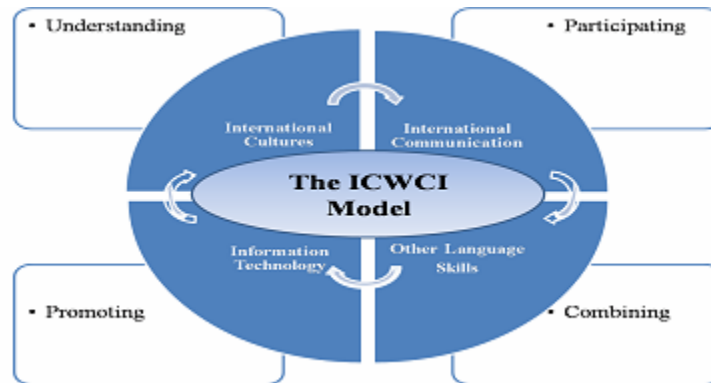 • Understanding
• Participating
International
Cultures
International
Communication
The ICWCI
Model
Information
Technology
Other Language
Skills
• Promoting
• Combining